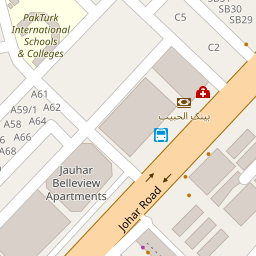 PakTurk
International
Schools
& Colleges
C5
SB30
SB29
C2
A61
A59/1
A62
A58
A64
A66
A68
بینک الحبیب
Jauhar
Belleview
Apartments
Johar Road